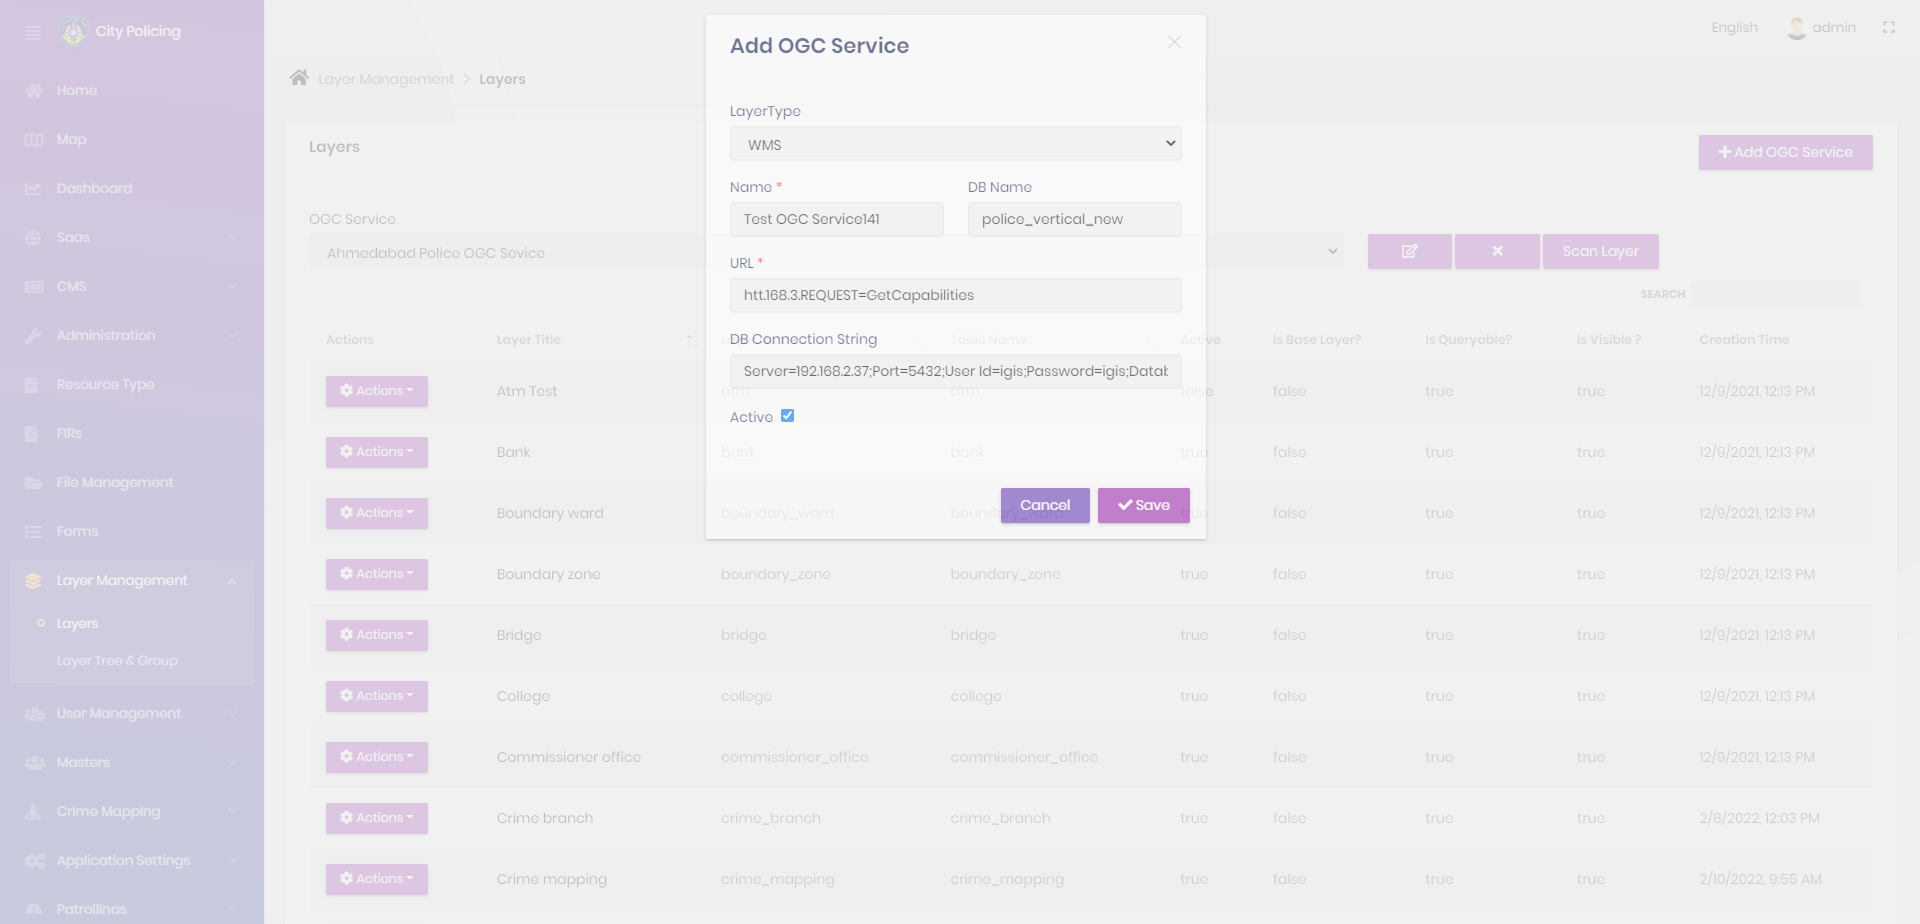 City Policing
English
admin
Home
Map
Dashboard
Saas
CMS
Administration
Resource Type
FIRs
File Management
Forms
Layer Management
Layers
Layer Tree & Group
User Management
Masters
Crime Mapping
Application Settings
Patrollings
Layer Management > Layers
Layers
Add OGC Service
OGC Service
Ahmedabad Police OGC Sevice
Scan Layer
SEARCH
Actions Layer Title Table Name Active Is Base Layer? Is Queryable? Is Visible ? Creation Time
Actions Atm Test atm atm false false true true 12/9/2021, 12:13 PM
Actions Bank bank bank true false true true 12/9/2021, 12:13 PM
Actions Boundary ward boundary_ward boundary_ward true false true true 12/9/2021, 12:13 PM
Actions Boundary zone boundary_zone boundary_zone true false true true 12/9/2021, 12:13 PM
Actions Bridge bridge bridge true false true true 12/9/2021, 12:13 PM
Actions College college college true false true true 12/9/2021, 12:13 PM
Actions Commissioner office commissioner_office commissioner_office true false true true 12/9/2021, 12:13 PM
Actions Crime branch crime_branch crime_branch true false true true 2/8/2022, 12:03 PM
Actions Crime mapping crime_mapping crime_mapping true false true true 2/10/2022, 9:55 AM
Add OGC Service
LayerType
WMS
Name * DB Name
Test OGC Service141 police_vertical_new
URL *
htt.168.3.REQUEST=GetCapabilities
DB Connection String
Server=192.168.2.37;Port=5432;User Id=igis;Password=igis;Datab
Active
Cancel Save